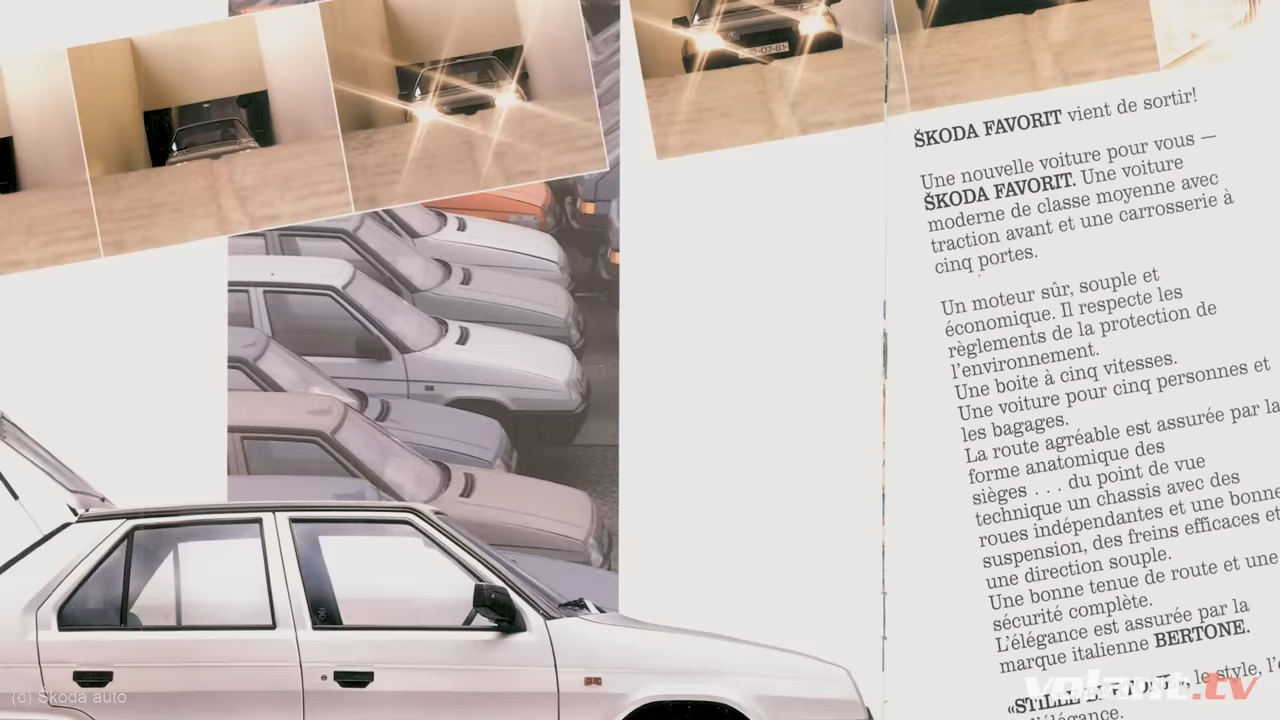 ŠKODA FAVORIT vient de sortir!
Une nouvelle voiture pour vous —
ŠKODA FAVORIT. Une voiture
moderne de classe moyenne avec
traction avant et une carrosserie à
cinq portes.
Un moteur sûr, souple et
économique. Il respecte les
règlements de la protection de
l'environnement.
Une boite à cinq vitesses.
Une voiture pour cinq personnes et
les bagages.
La route agréable est assurée par la
forme anatomique des
sièges . . . du point de vue
technique un chassis avec des
roues indépendantes et une bonne
suspension, des freins efficaces et
une direction souple.
Une bonne tenue de route et une
sécurité complète.
L'élégance est assurée par la
marque italienne BERTONE.
le style,
l'élégance.
(c) Škoda auto
volant.tv